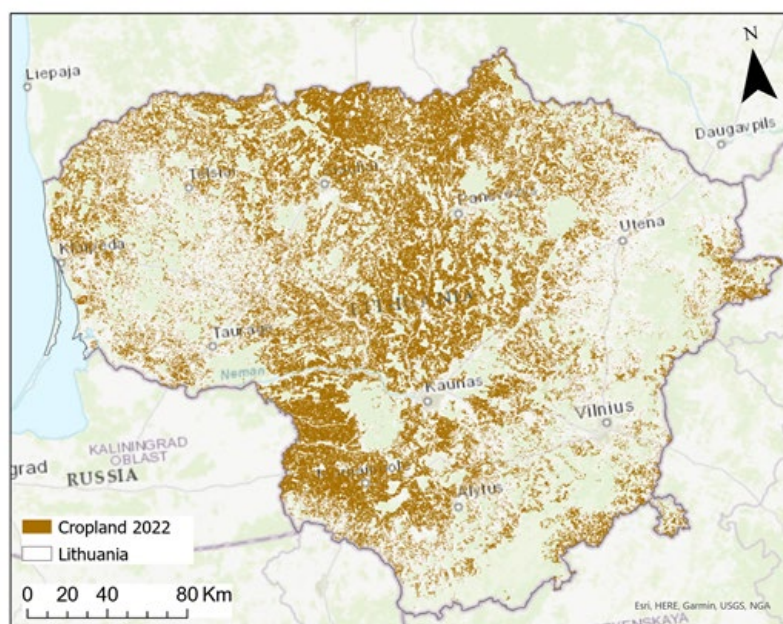 N
Liepaja
Daugavpils
Telsiai
Panevezys
Utena
Klaipeda
LITHUANIA
Taurage
Neman
Kaunas
Vilnius
KALININGRAD
OBLAST
grad
RUSSIA
Alytus
Cropland 2022
Lithuania
0 20 40 80 Km
Esri, HERE, Garmin, USGS, NGA
VENSKAYA